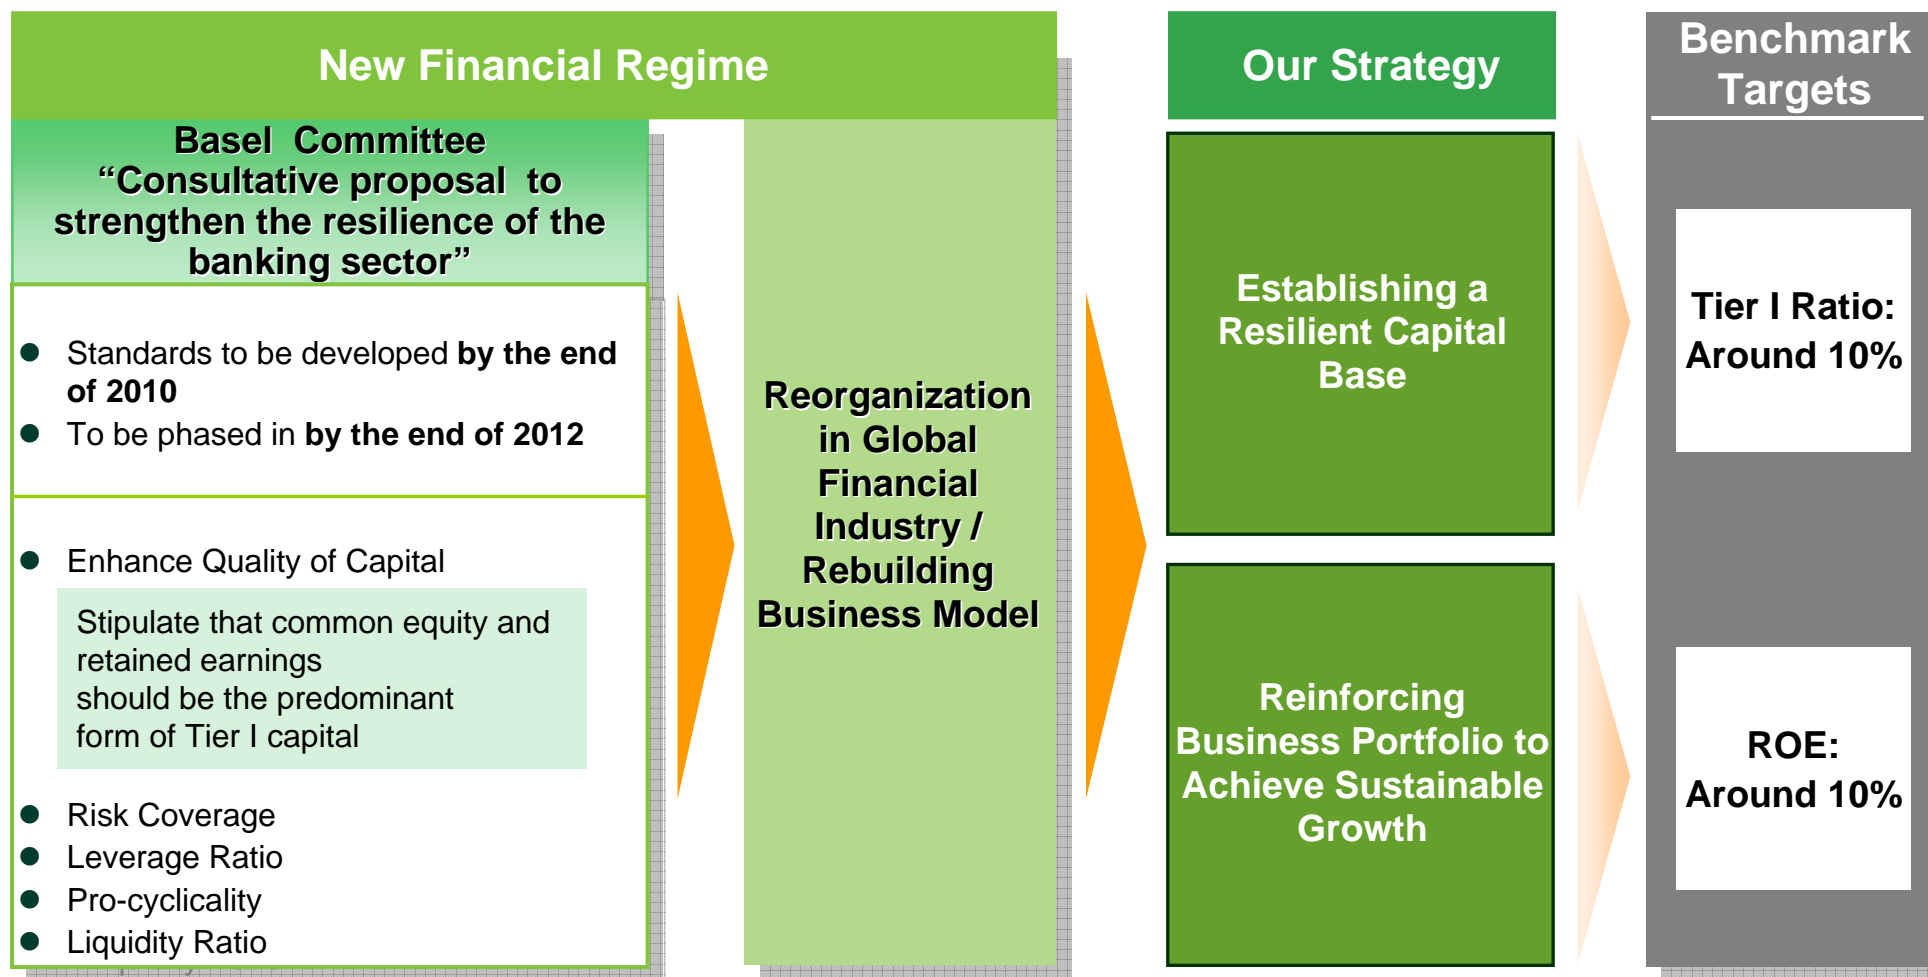 New Financial Regime
Basel Committee
“Consultative proposal to
strengthen the resilience of the
banking sector”
Standards to be developed by the end
of 2010
To be phased in by the end of 2012
Enhance Quality of Capital
Stipulate that common equity and
retained earnings
should be the predominant
form of Tier I capital
Risk Coverage
Leverage Ratio
Pro-cyclicality
Liquidity Ratio
Reorganization
in Global
Financial
Industry /
Rebuilding
Business Model
Our Strategy
Establishing a
Resilient Capital
Base
Reinforcing
Business Portfolio to
Achieve Sustainable
Growth
Benchmark
Targets
Tier I Ratio:
Around 10%
ROE:
Around 10%